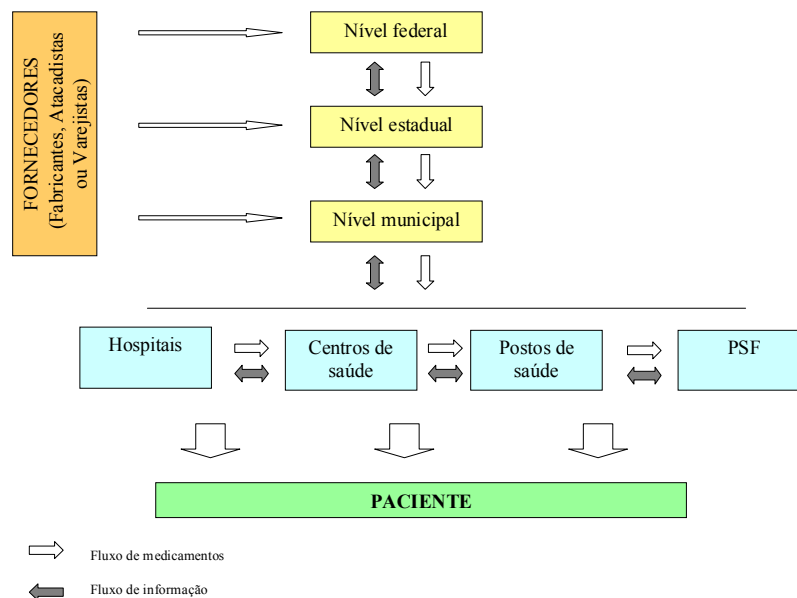 FORNECEDORES
(Fabricantes, Atacadistas
ou Varejistas)
Nível federal
Nível estadual
Nível municipal
Hospitais
Centros de
saúde
Postos de
saúde
PSF
PACIENTE
Fluxo de medicamentos
Fluxo de informação